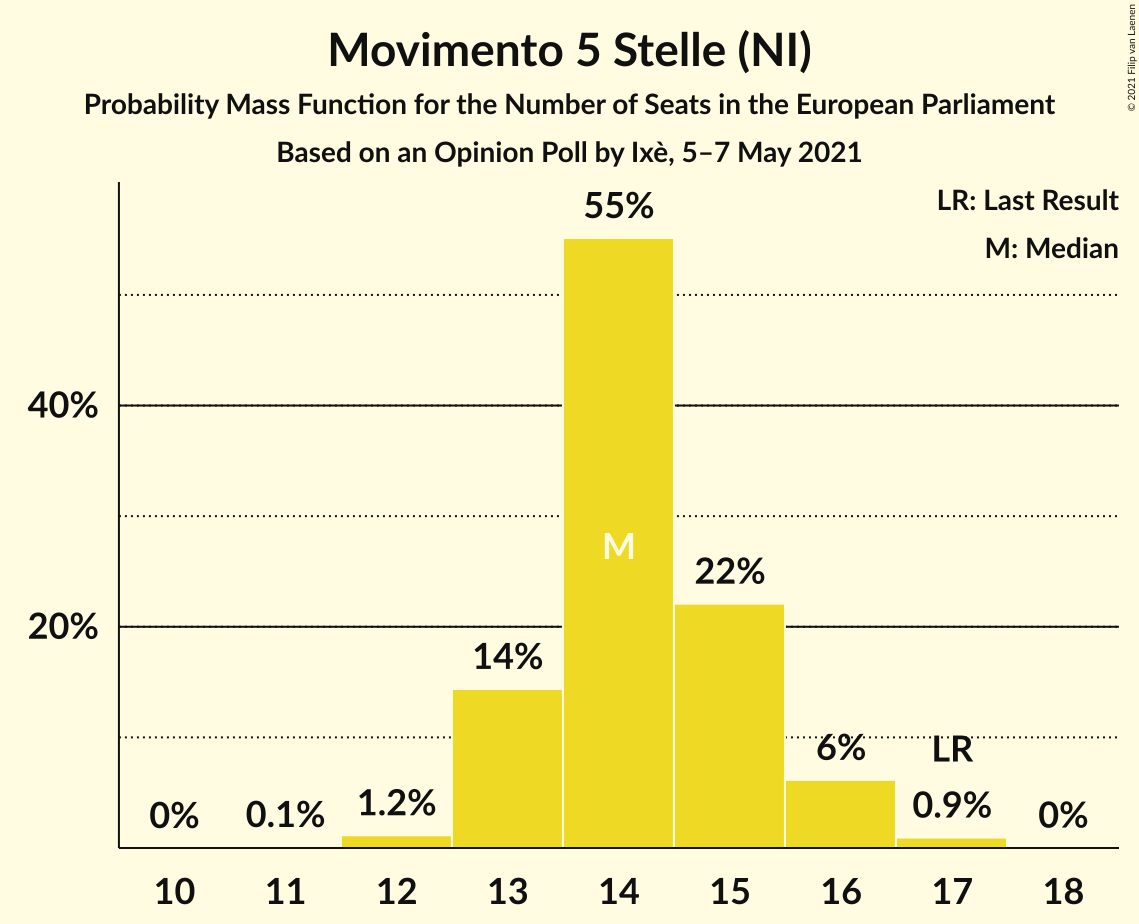 Movimento 5 Stelle (NI)
Probability Mass Function for the Number of Seats in the European Parliament
Based on an Opinion Poll by Ixè, 5–7 May 2021
© 2021 Filip van Laenen
LR: Last Result
M: Median
55%
40%
M
22%
20%
14%
6%
LR
0%
0.1%
1.2%
0.9%
0%
10 11 12 13 14 15 16 17 18